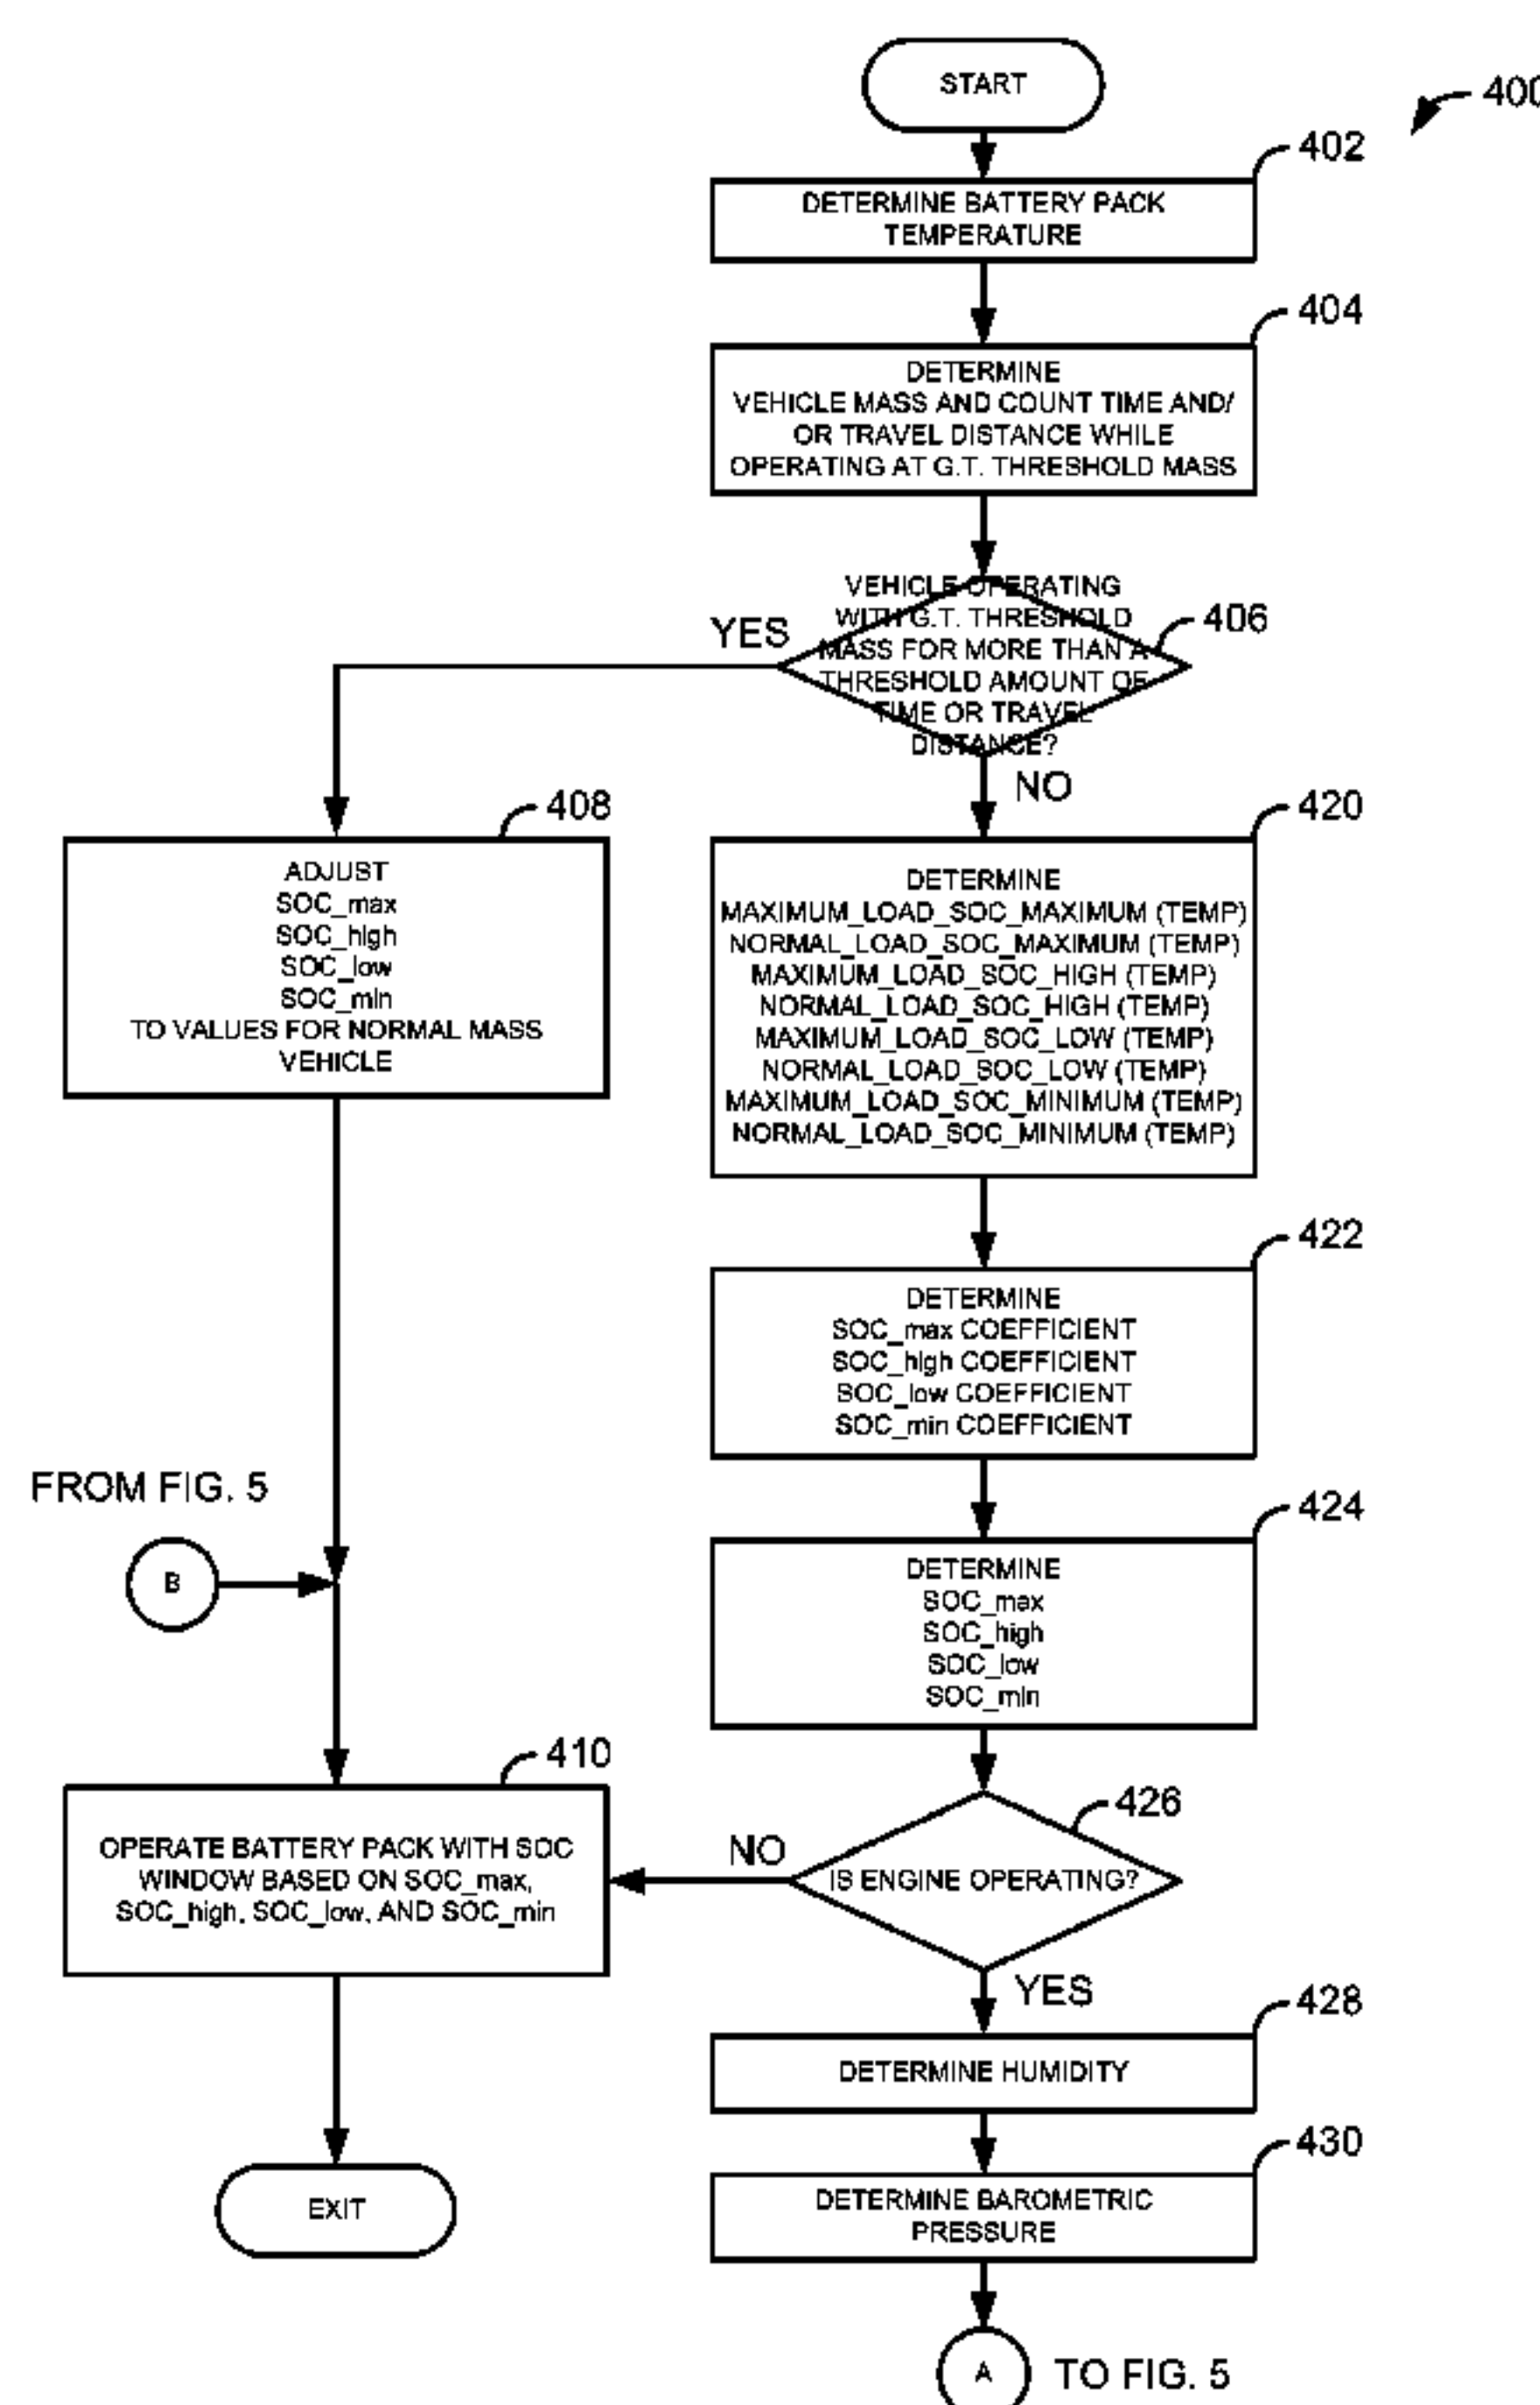 START
400
402
DETERMINE BATTERY PACK
TEMPERATURE
404
DETERMINE
VEHICLE MASS AND COUNT TIME AND/
OR TRAVEL DISTANCE WHILE
OPERATING AT G.T. THRESHOLD MASS
406
VEHICLE OPERATING
WITH G.T. THRESHOLD
MASS FOR MORE THAN A
THRESHOLD AMOUNT OF
TIME OR TRAVEL
DISTANCE?
YES
NO
408
ADJUST
SOC_max
SOC_high
SOC_low
SOC_min
TO VALUES FOR NORMAL MASS
VEHICLE
420
DETERMINE
MAXIMUM_LOAD_SOC_MAXIMUM (TEMP)
NORMAL_LOAD_SOC_MAXIMUM (TEMP)
MAXIMUM_LOAD_SOC_HIGH (TEMP)
NORMAL_LOAD_SOC_HIGH (TEMP)
MAXIMUM_LOAD_SOC_LOW (TEMP)
NORMAL_LOAD_SOC_LOW (TEMP)
MAXIMUM_LOAD_SOC_MINIMUM (TEMP)
NORMAL_LOAD_SOC_MINIMUM (TEMP)
422
DETERMINE
SOC_max COEFFICIENT
SOC_high COEFFICIENT
SOC_low COEFFICIENT
SOC_min COEFFICIENT
FROM FIG. 5
B
424
DETERMINE
SOC_max
SOC_high
SOC_low
SOC_min
410
OPERATE BATTERY PACK WITH SOC
WINDOW BASED ON SOC_max,
SOC_high, SOC_low, AND SOC_min
426
IS ENGINE OPERATING?
NO
YES
428
DETERMINE HUMIDITY
430
DETERMINE BAROMETRIC
PRESSURE
EXIT
A
TO FIG. 5